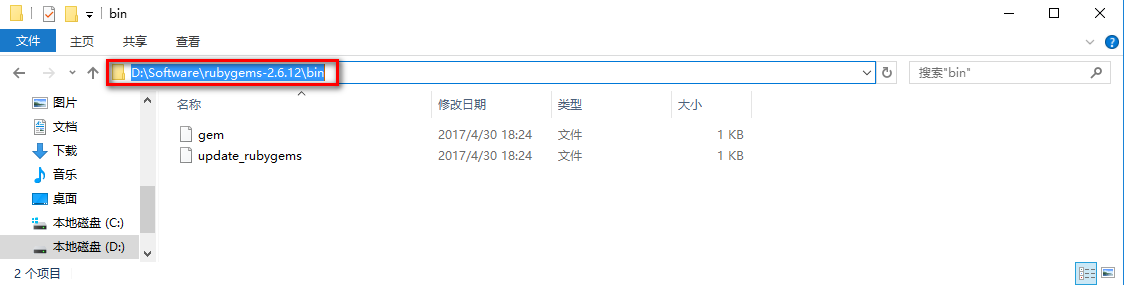 bin
文件 主页 共享 查看
D:\Software\rubygems-2.6.12\bin 搜索"bin"
名称 修改日期 类型 大小
图片
文档
下载
音乐
桌面
本地磁盘 (C:)
本地磁盘 (D:)
gem 2017/4/30 18:24 文件 1 KB
update_rubygems 2017/4/30 18:24 文件 1 KB
2 个项目